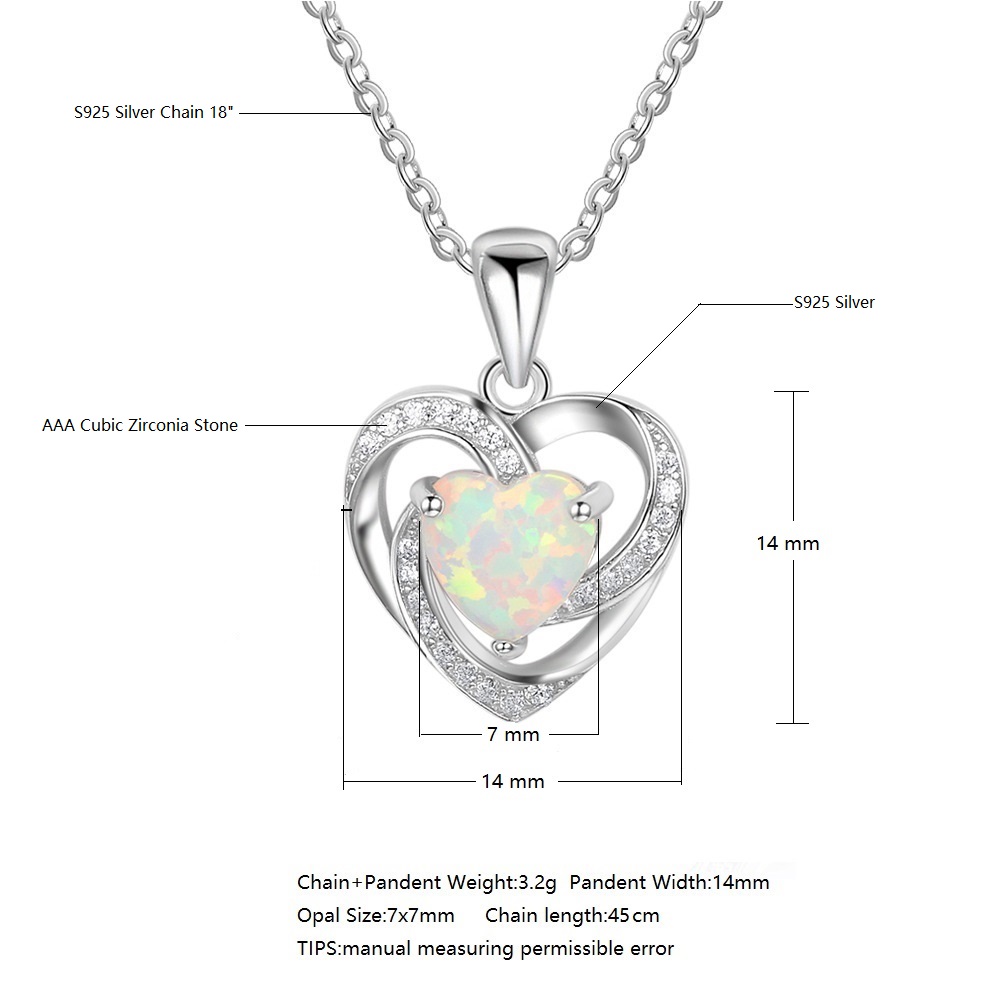 S925 Silver Chain 18"
S925 Silver
AAA Cubic Zirconia Stone
14 mm
7 mm
14 mm
Chain+Pandent Weight:3.2g Pandent Width:14mm
Opal Size:7x7mm Chain length:45cm
TIPS:manual measuring permissible error